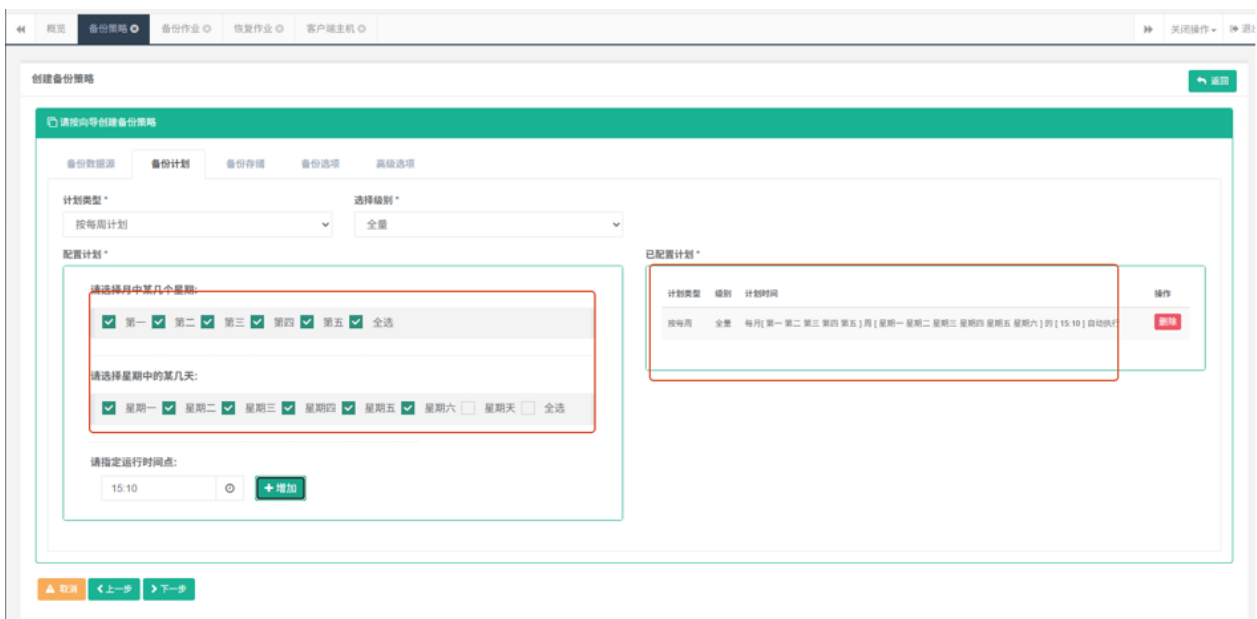 概览 备份策略 备份作业 恢复作业 客户端主机 关闭操作 退出
创建备份策略 返回
请按向导创建备份策略
备份数据源 备份计划 备份存储 备份选项 高级选项
计划类型 * 选择级别 *
按每周计划 全量
配置计划 * 已配置计划 *
请选择月中某几个星期:
计划类型 级别 计划时间 操作
第一 第二 第三 第四 第五 全选
按每周 全量 每月[ 第一 第二 第三 第四 第五 ] 周 [ 星期一 星期二 星期三 星期四 星期五 星期六 ] 的 [ 15:10 ] 自动执行 删除
请选择星期中的某几天:
星期一 星期二 星期三 星期四 星期五 星期六 星期天 全选
请指定运行时间点:
15:10 增加
取消 上一步 下一步